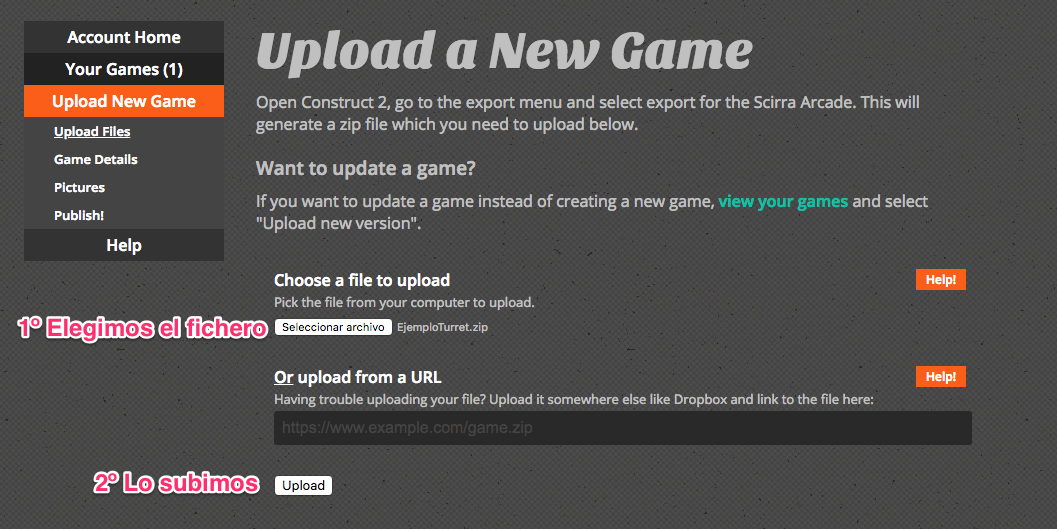 Account Home
Your Games (1)
Upload New Game
Upload Files
Game Details
Pictures
Publish!
Help
Upload a New Game
Open Construct 2, go to the export menu and select export for the Scirra Arcade. This will
generate a zip file which you need to upload below.
Want to update a game?
If you want to update a game instead of creating a new game, view your games and select
"Upload new version".
Choose a file to upload
Help!
Pick the file from your computer to upload.
1º Elegimos el fichero
Seleccionar archivo EjemploTurret.zip
Or upload from a URL
Help!
Having trouble uploading your file? Upload it somewhere else like Dropbox and link to the file here:
https://www.example.com/game.zip
2º Lo subimos
Upload